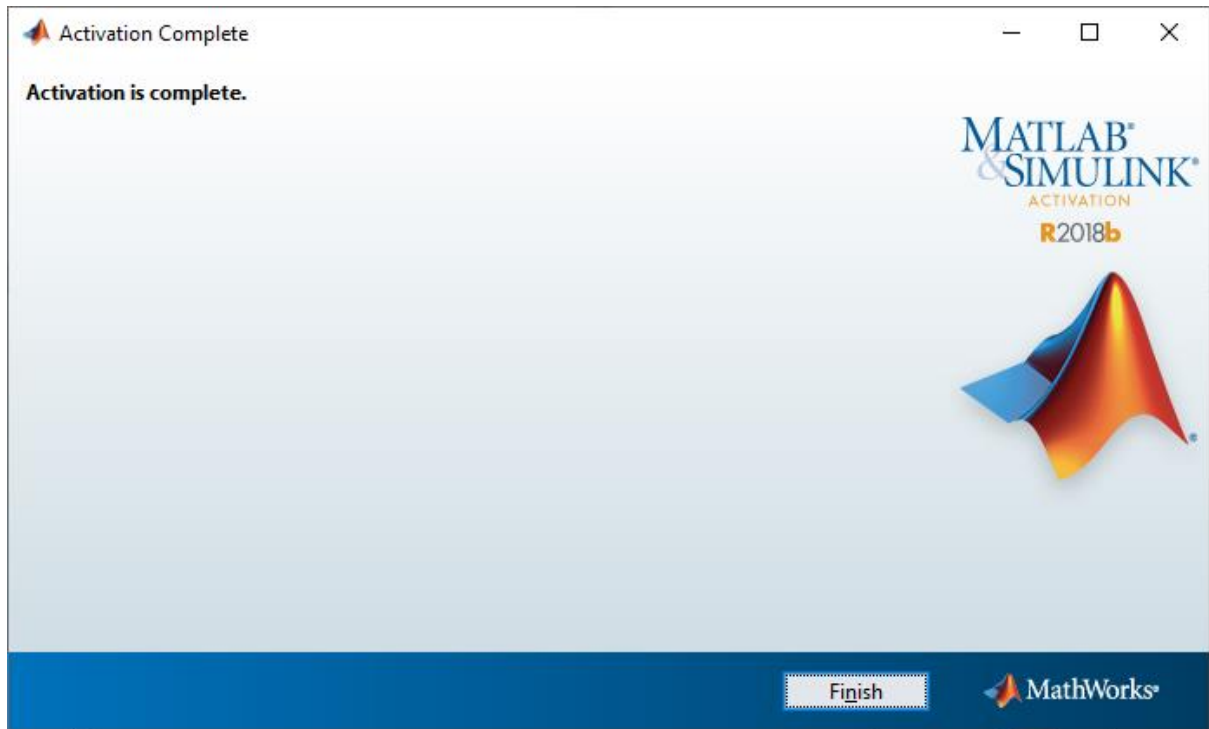 Activation Complete
Activation is complete.
MATLAB®
&SIMULINK®
ACTIVATION
R2018b
®
Finish
MathWorks®